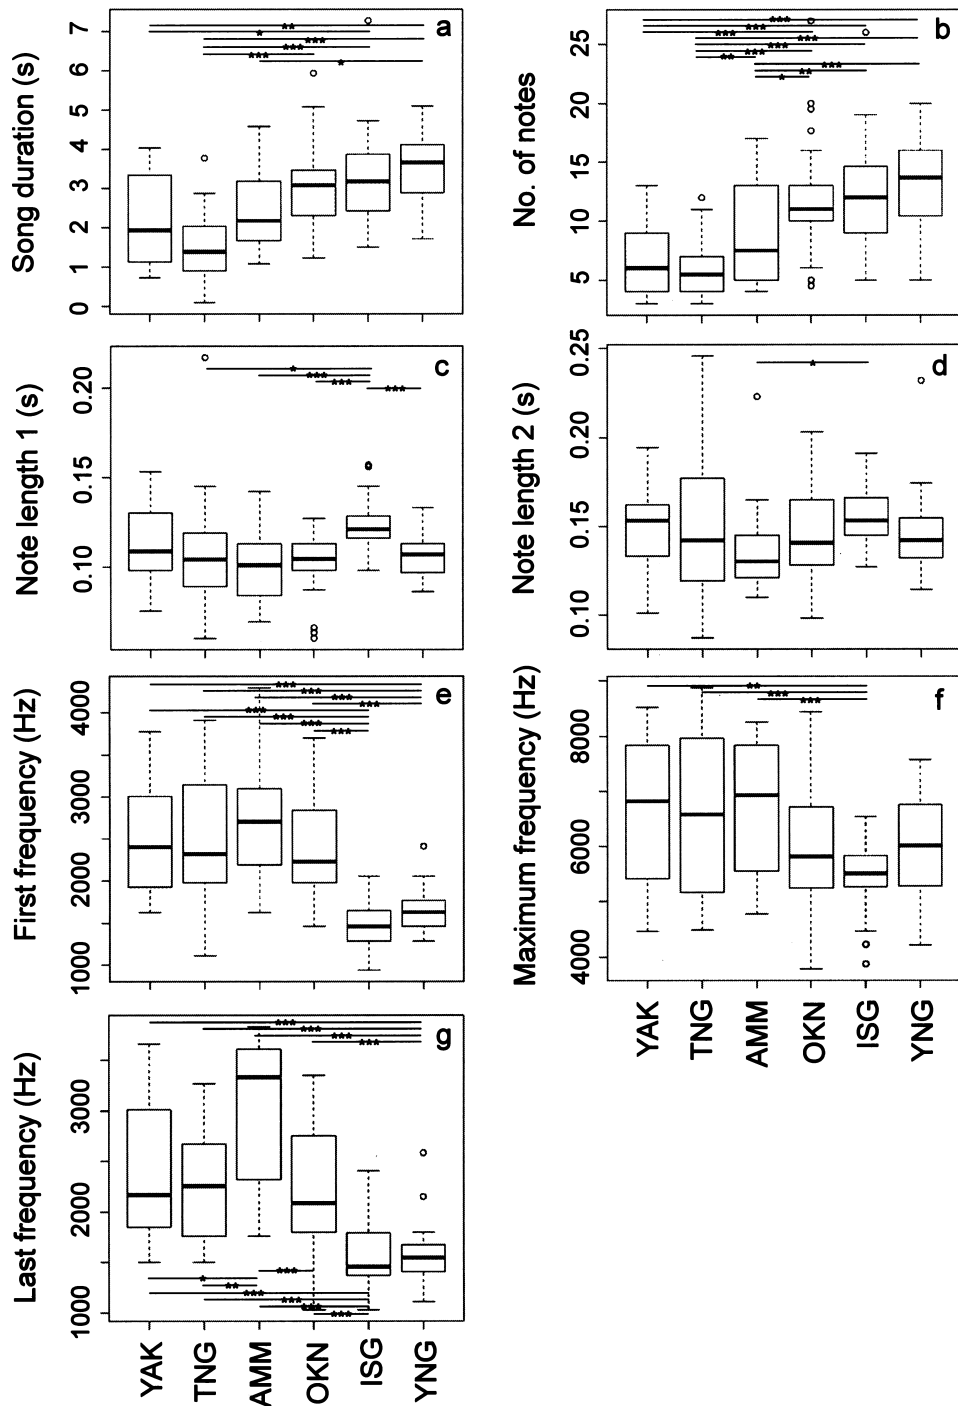 a
Song duration (s)
7
6
5
4
3
2
1
0
**
*
***
***
***
*
b
No. of notes
25
20
15
10
5
***
***
***
***
***
***
**
***
**
*
c
Note length 1 (s)
0.20
0.15
0.10
*
***
***
***
d
Note length 2 (s)
0.25
0.20
0.15
0.10
*
e
First frequency (Hz)
4000
3000
2000
1000
***
***
***
***
***
***
***
***
f
Maximum frequency (Hz)
8000
6000
4000
**
***
***
YAK
TNG
AMM
OKN
ISG
YNG
g
Last frequency (Hz)
3000
2000
1000
***
***
***
***
***
*
**
***
***
***
***
YAK
TNG
AMM
OKN
ISG
YNG